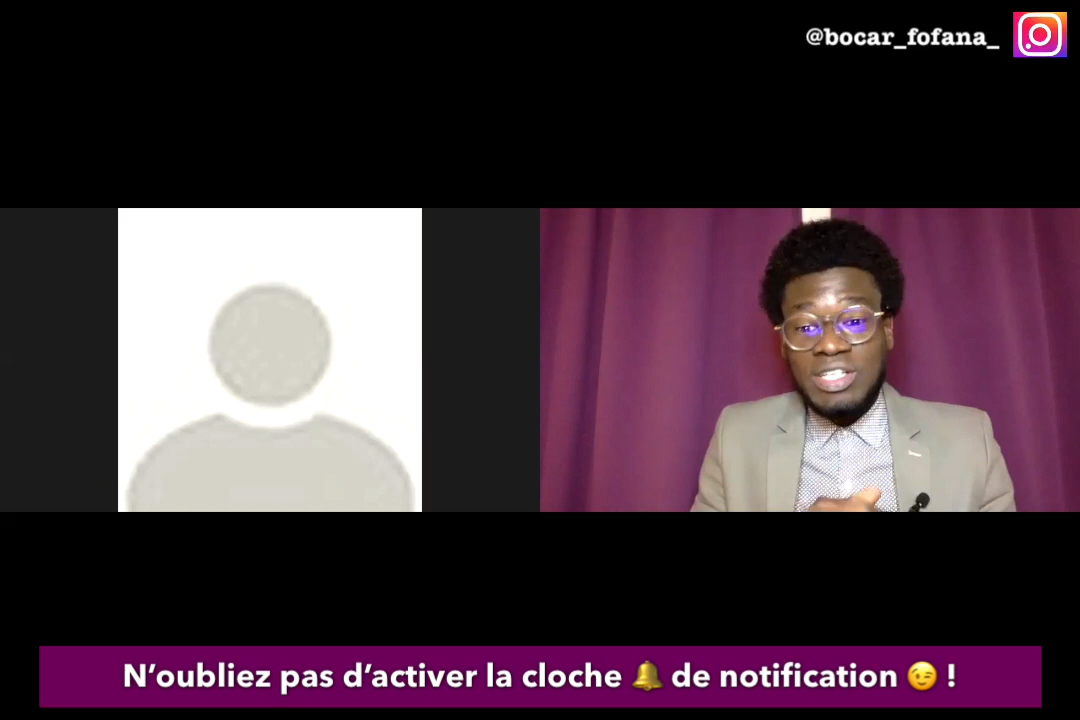 @bocar_fofana_
N’oubliez pas d’activer la cloche 🔔 de notification 😉 !